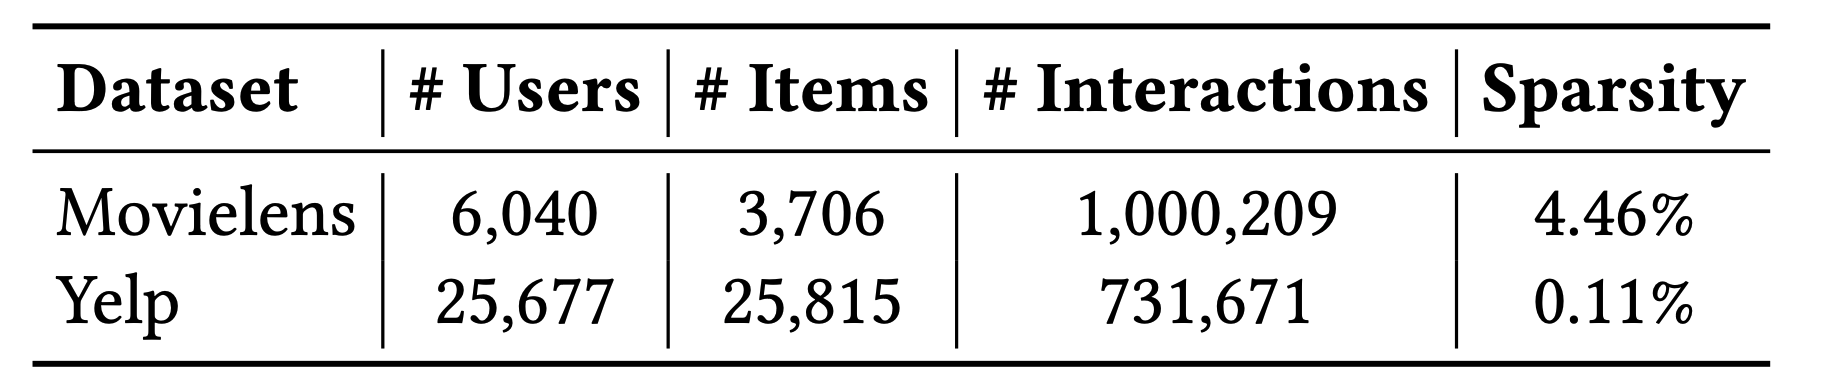 Dataset # Users # Items # Interactions Sparsity
Movielens 6,040 3,706 1,000,209 4.46%
Yelp 25,677 25,815 731,671 0.11%